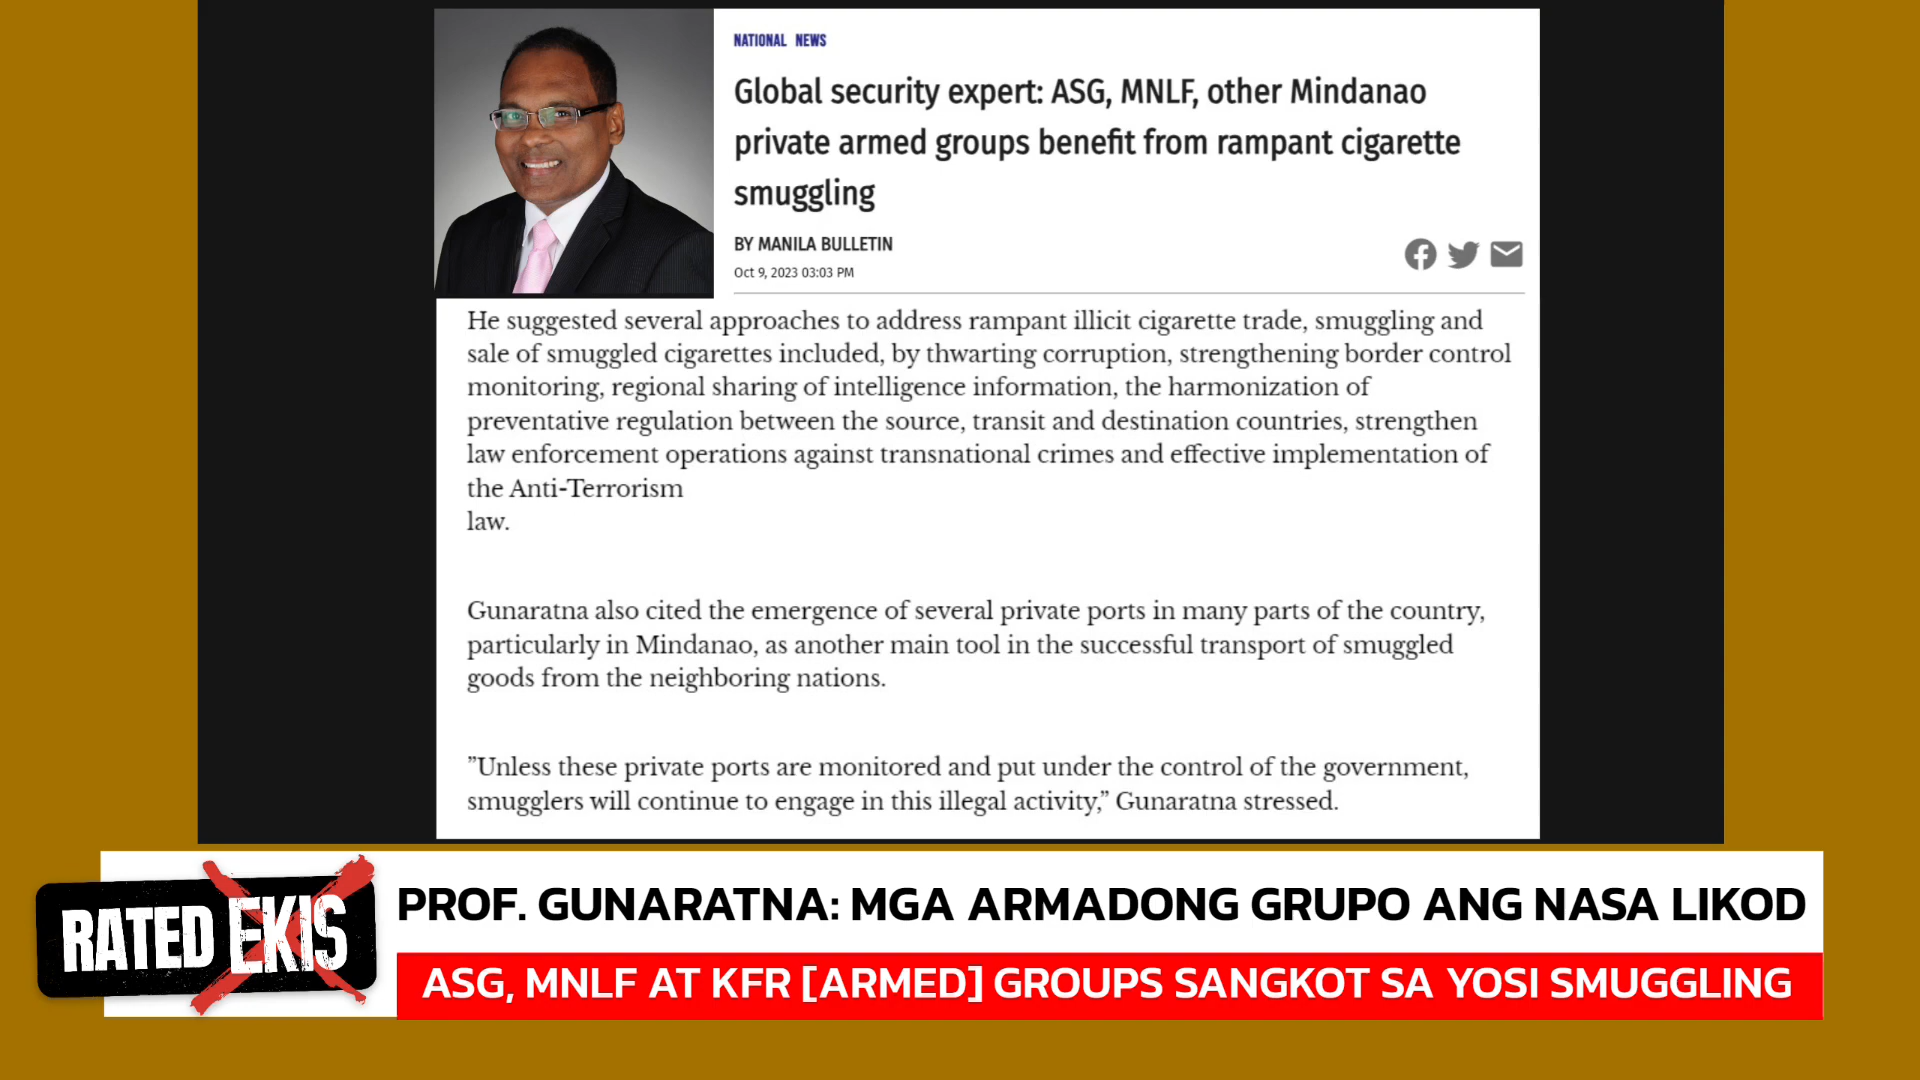 NATIONAL NEWS
Global security expert: ASG, MNLF, other Mindanao
private armed groups benefit from rampant cigarette
smuggling
BY MANILA BULLETIN
Oct 9, 2023 03:03 PM
He suggested several approaches to address rampant illicit cigarette trade, smuggling and
sale of smuggled cigarettes included, by thwarting corruption, strengthening border control
monitoring, regional sharing of intelligence information, the harmonization of
preventative regulation between the source, transit and destination countries, strengthen
law enforcement operations against transnational crimes and effective implementation of
the Anti-Terrorism
law.
Gunaratna also cited the emergence of several private ports in many parts of the country,
particularly in Mindanao, as another main tool in the successful transport of smuggled
goods from the neighboring nations.
”Unless these private ports are monitored and put under the control of the government,
smugglers will continue to engage in this illegal activity,” Gunaratna stressed.
RATED EKIS
PROF. GUNARATNA: MGA ARMADONG GRUPO ANG NASA LIKOD
ASG, MNLF AT KFR [ARMED] GROUPS SANGKOT SA YOSI SMUGGLING